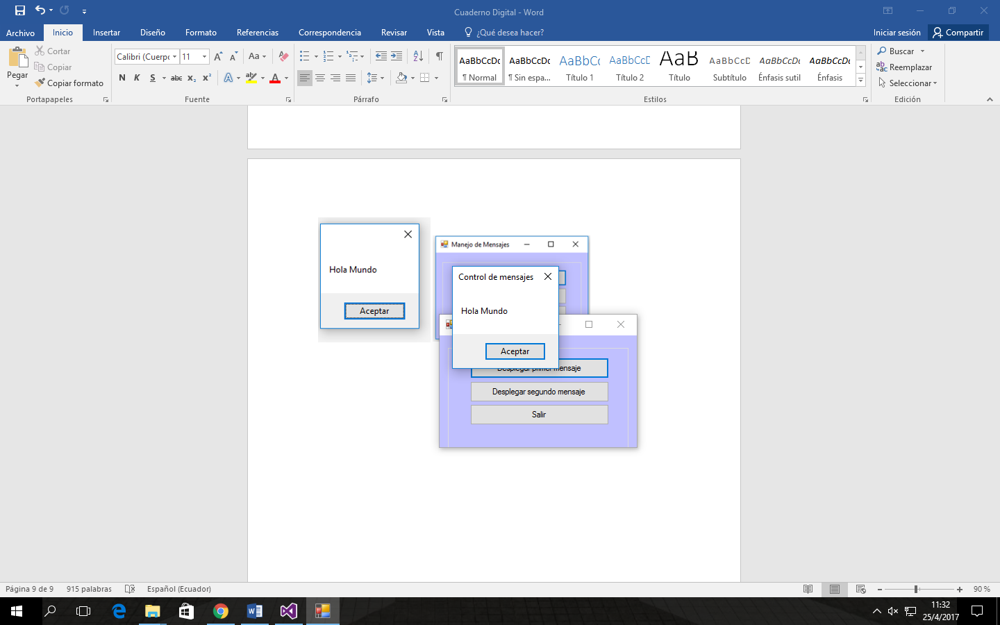 Cuaderno Digital - Word
Archivo Inicio Insertar Diseño Formato Referencias Correspondencia Revisar Vista ¿Qué desea hacer? Iniciar sesión Compartir
Pegar
Cortar
Copiar
Copiar formato
Portapapeles
Calibri (Cuerpo 11
Aa
N K S abc x₂ x² A A
Fuente
Párrafo
AaBbCcDc AaBbCcDc AaBbCc AaBbCcD AaB AaBbCcD AaBbCcDc AaBbCcDc
¶ Normal ¶ Sin espa... Título 1 Título 2 Título Subtítulo Énfasis sutil Énfasis
Estilos
Buscar
Reemplazar
Seleccionar
Edición
Hola Mundo
Aceptar
Manejo de Mensajes
Control de mensajes
Hola Mundo
Aceptar
Desplegar primer mensaje
Desplegar segundo mensaje
Salir
Página 9 de 9 915 palabras Español (Ecuador) 90 %
11:32
25/4/2017